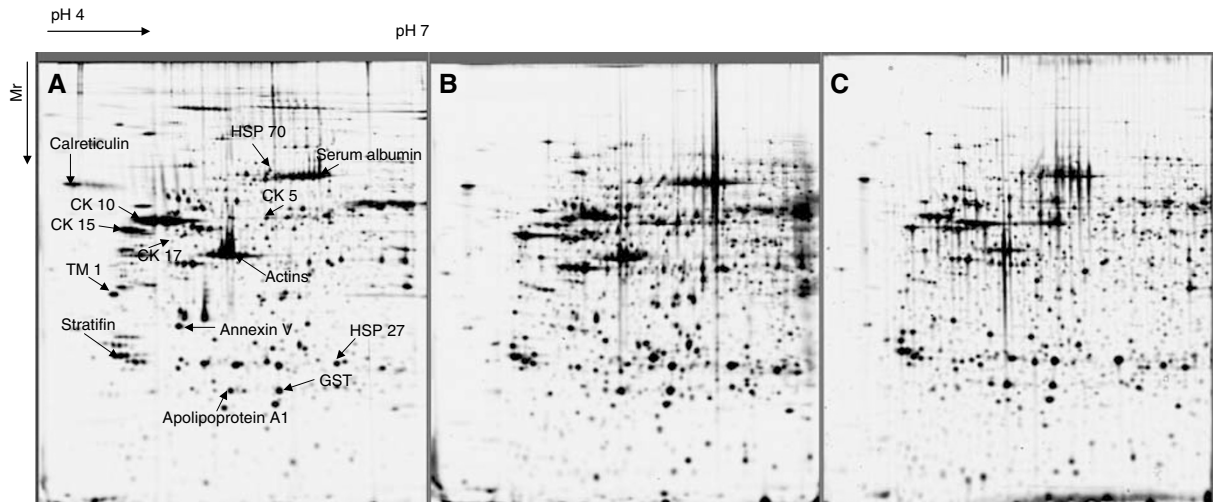 pH 4
pH 7
Mr
A
B
C
HSP 70
Calreticulin
Serum albumin
CK 5
CK 10
CK 15
CK 17
TM 1
Actins
Stratifin
Annexin V
HSP 27
GST
Apolipoprotein A1